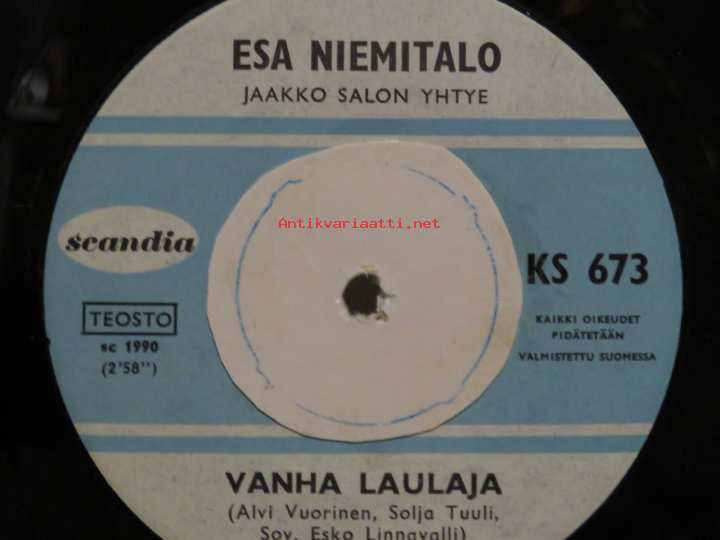 ESA NIEMITALO
JAAKKO SALON YHTYE
Antikvariaatti.net
scandia
KS 673
TEOSTO
sc 1990
(2'58")
KAIKKI OIKEUDET
PIDÄTETÄÄN
VALMISTETTU SUOMESSA
VANHA LAULAJA
(Alvi Vuorinen, Solja Tuuli,
Sov. Esko Linnavalli)